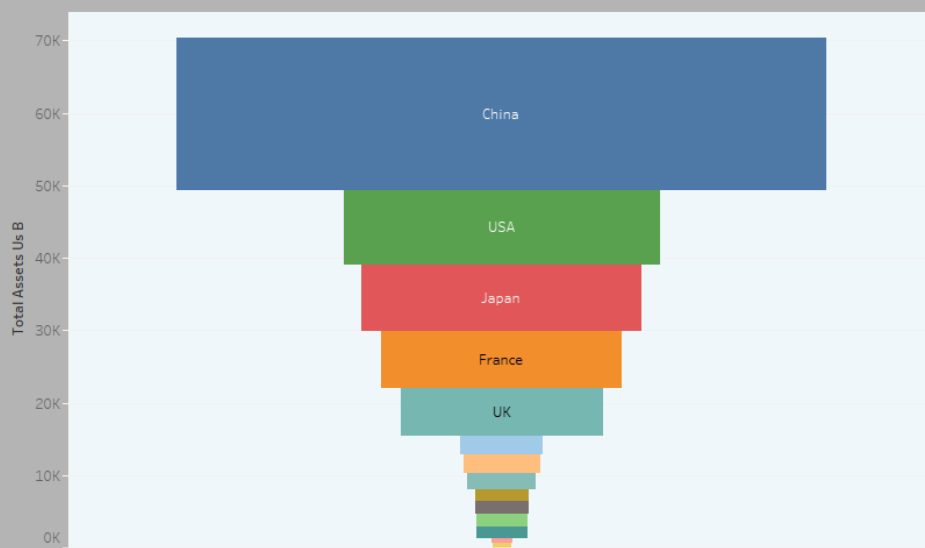 70K
60K
50K
40K
30K
20K
10K
0K
Total Assets Us B
China
USA
Japan
France
UK